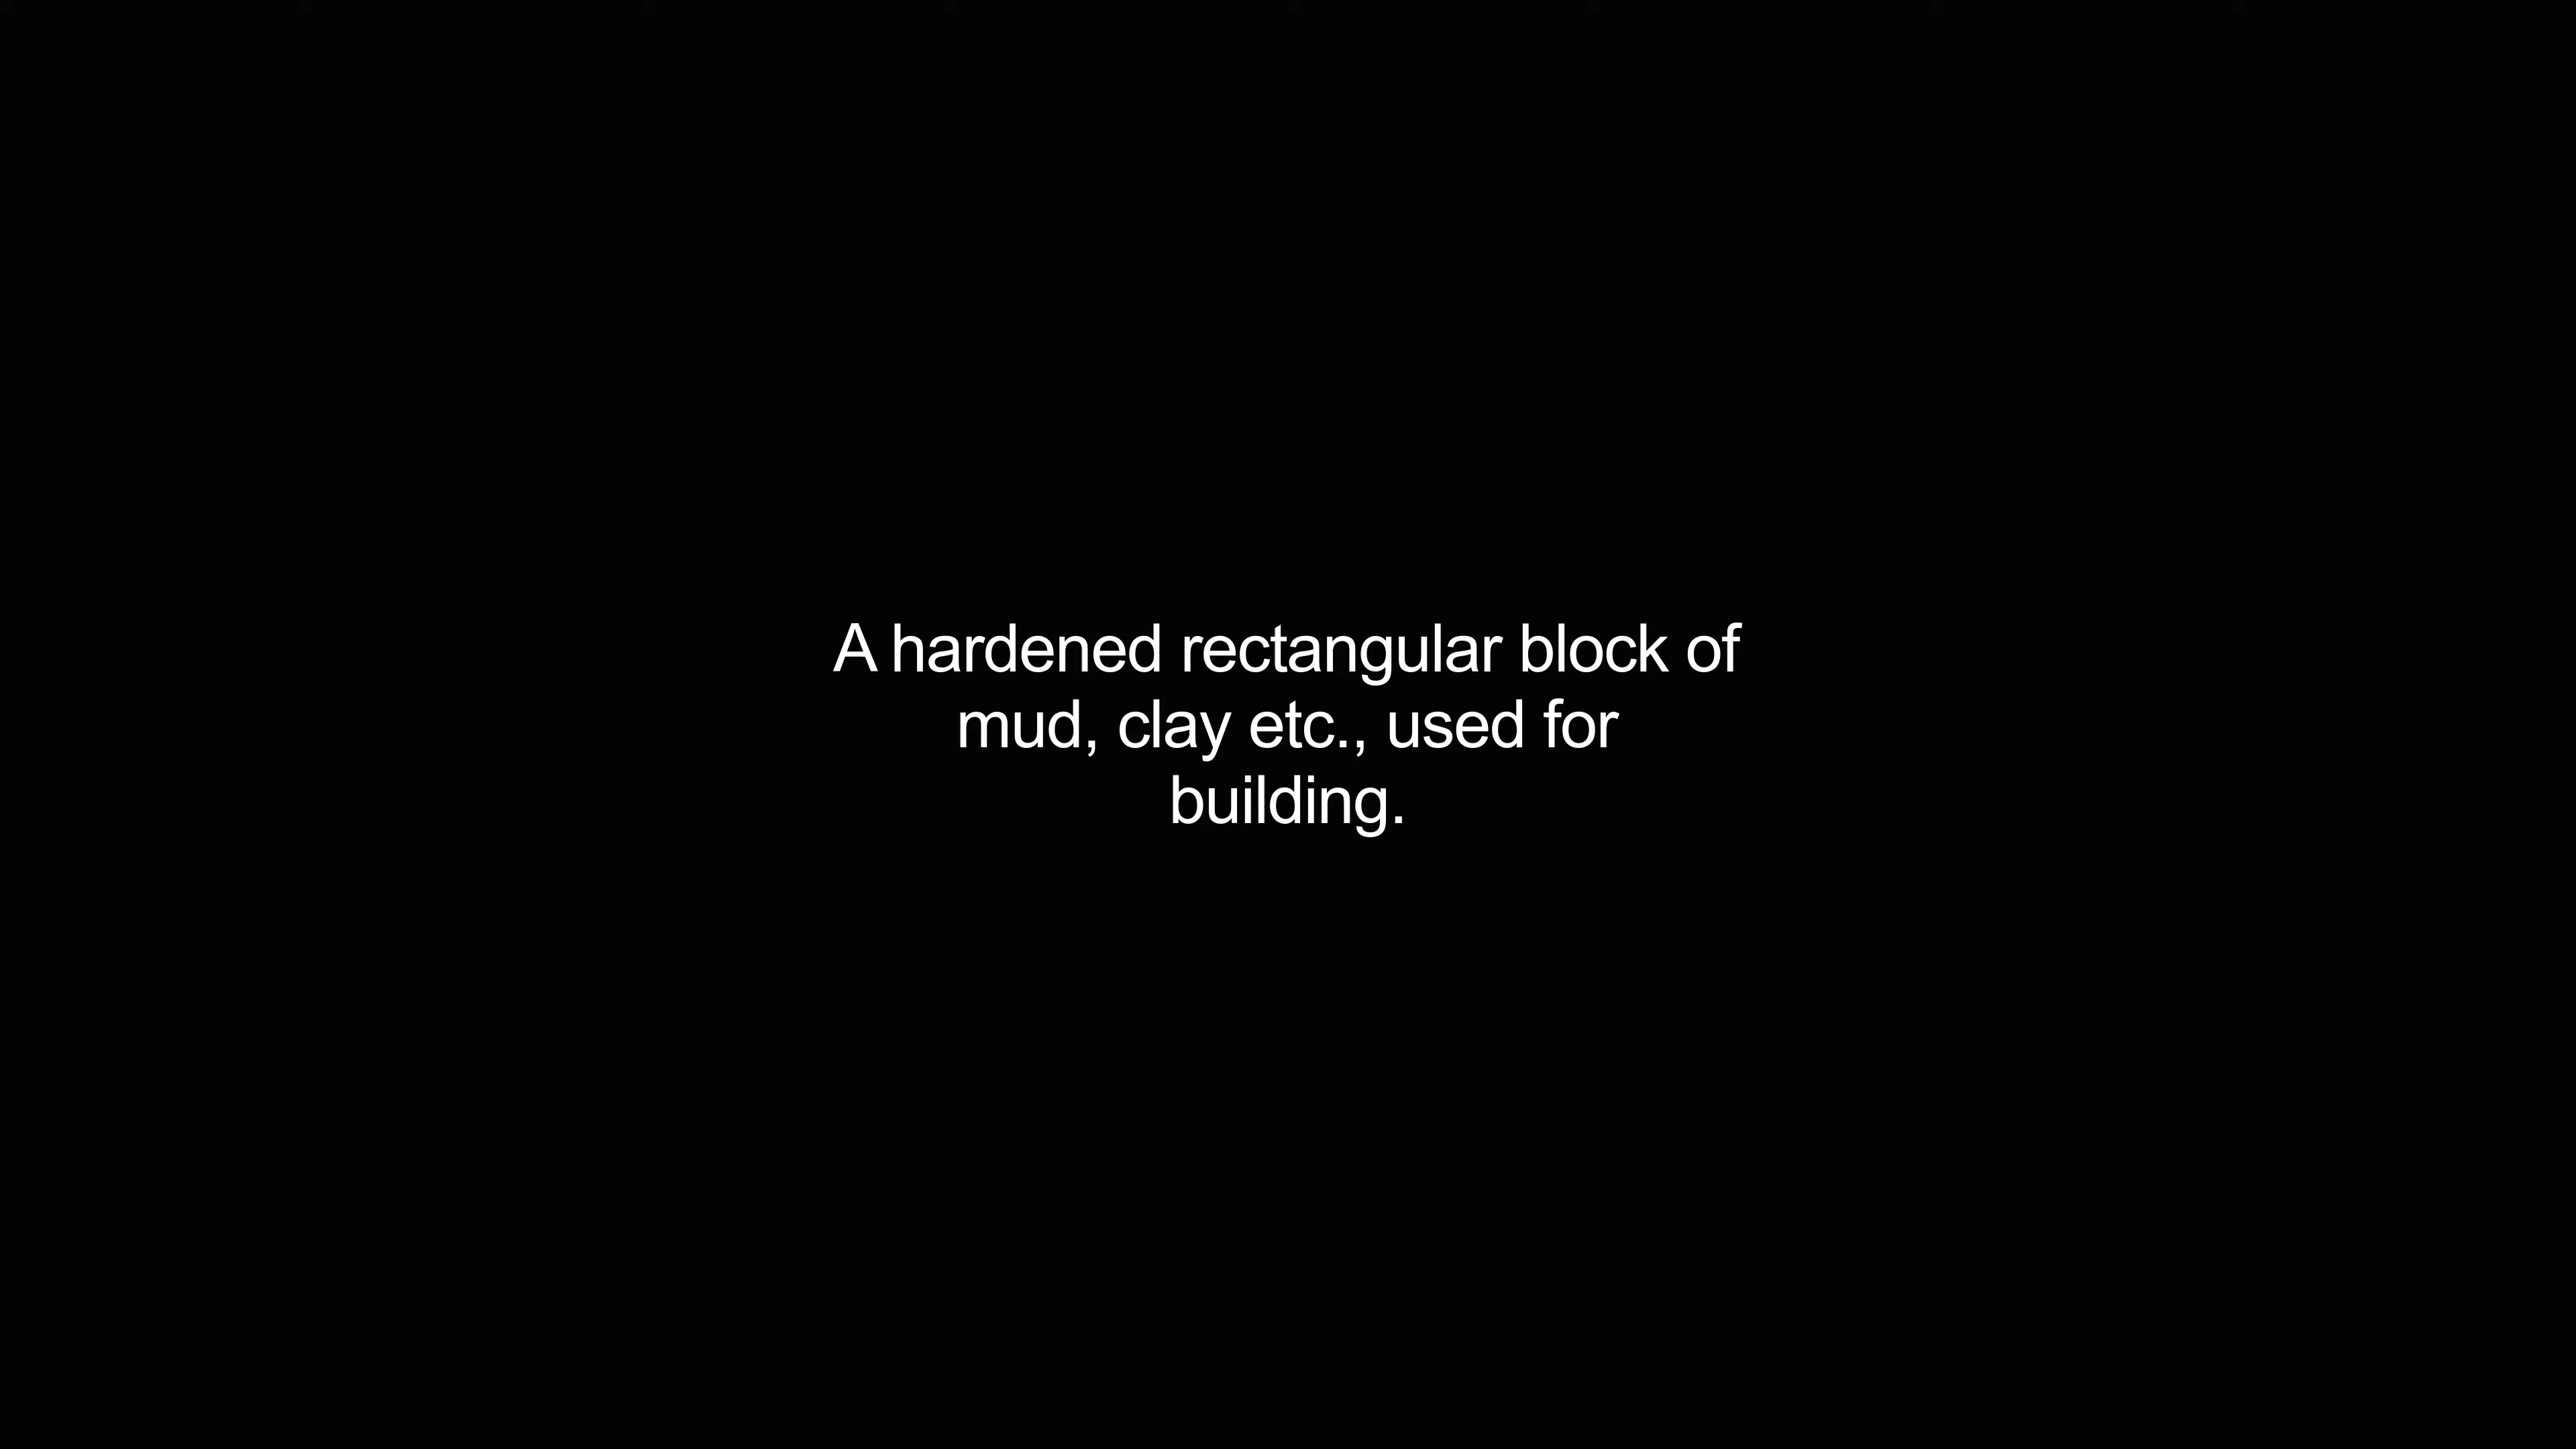 A hardened rectangular block of
mud, clay etc., used for
building.